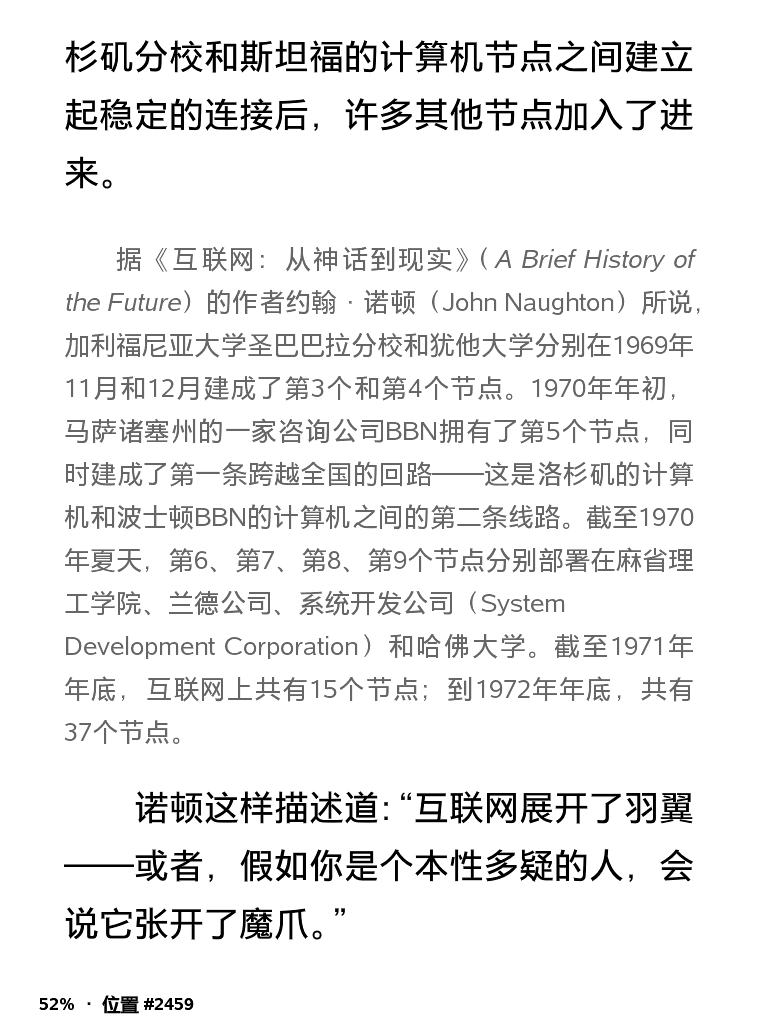 杉矶分校和斯坦福的计算机节点之间建立
起稳定的连接后，许多其他节点加入了进
来。
据《互联网：从神话到现实》（A Brief History of
the Future）的作者约翰·诺顿（John Naughton）所说，
加利福尼亚大学圣巴巴拉分校和犹他大学分别在1969年
11月和12月建成了第3个和第4个节点。1970年年初，
马萨诸塞州的一家咨询公司BBN拥有了第5个节点，同
时建成了第一条跨越全国的回路——这是洛杉矶的计算
机和波士顿BBN的计算机之间的第二条线路。截至1970
年夏天，第6、第7、第8、第9个节点分别部署在麻省理
工学院、兰德公司、系统开发公司（System
Development Corporation）和哈佛大学。截至1971年
年底，互联网上共有15个节点；到1972年年底，共有
37个节点。
诺顿这样描述道：“互联网展开了羽翼
——或者，假如你是个本性多疑的人，会
说它张开了魔爪。”
52% · 位置 #2459